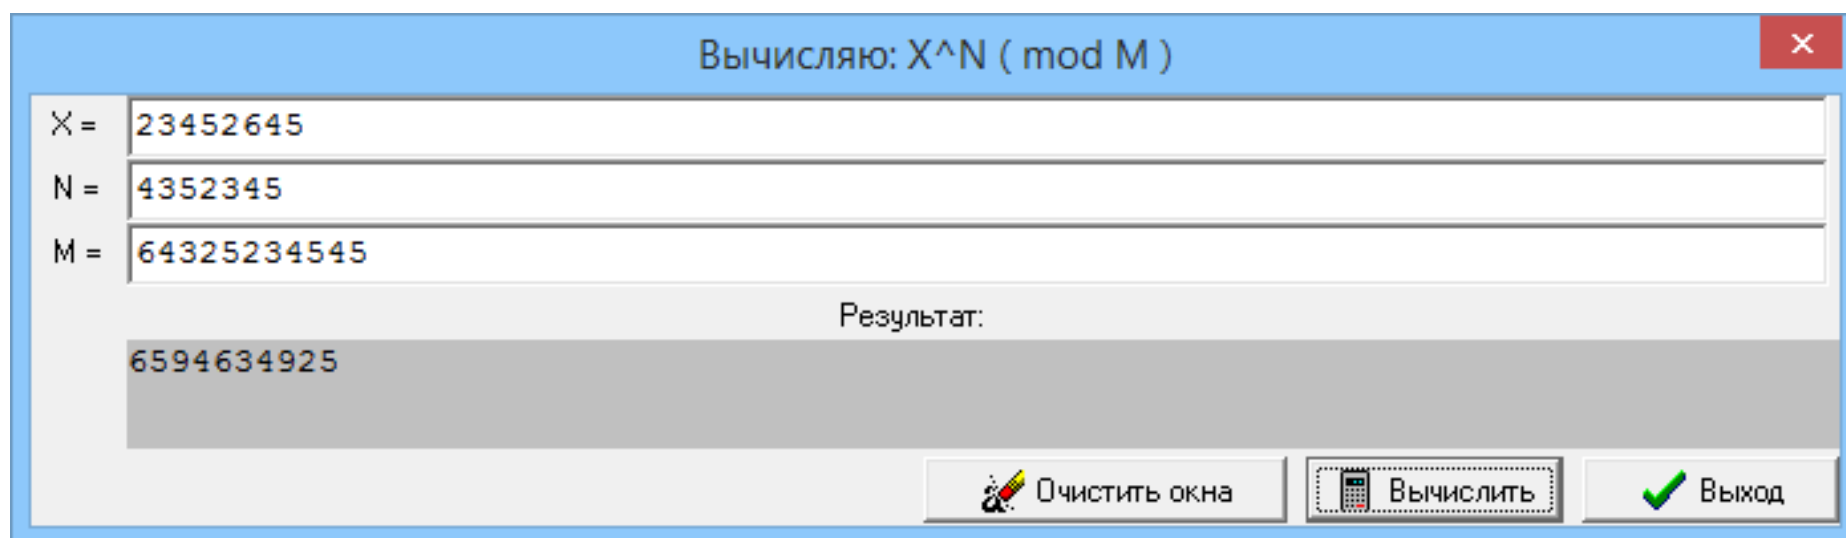 Вычисляю: X^N ( mod M )
X = 23452645
N = 4352345
M = 64325234545
Результат:
6594634925
Очистить окна Вычислить Выход